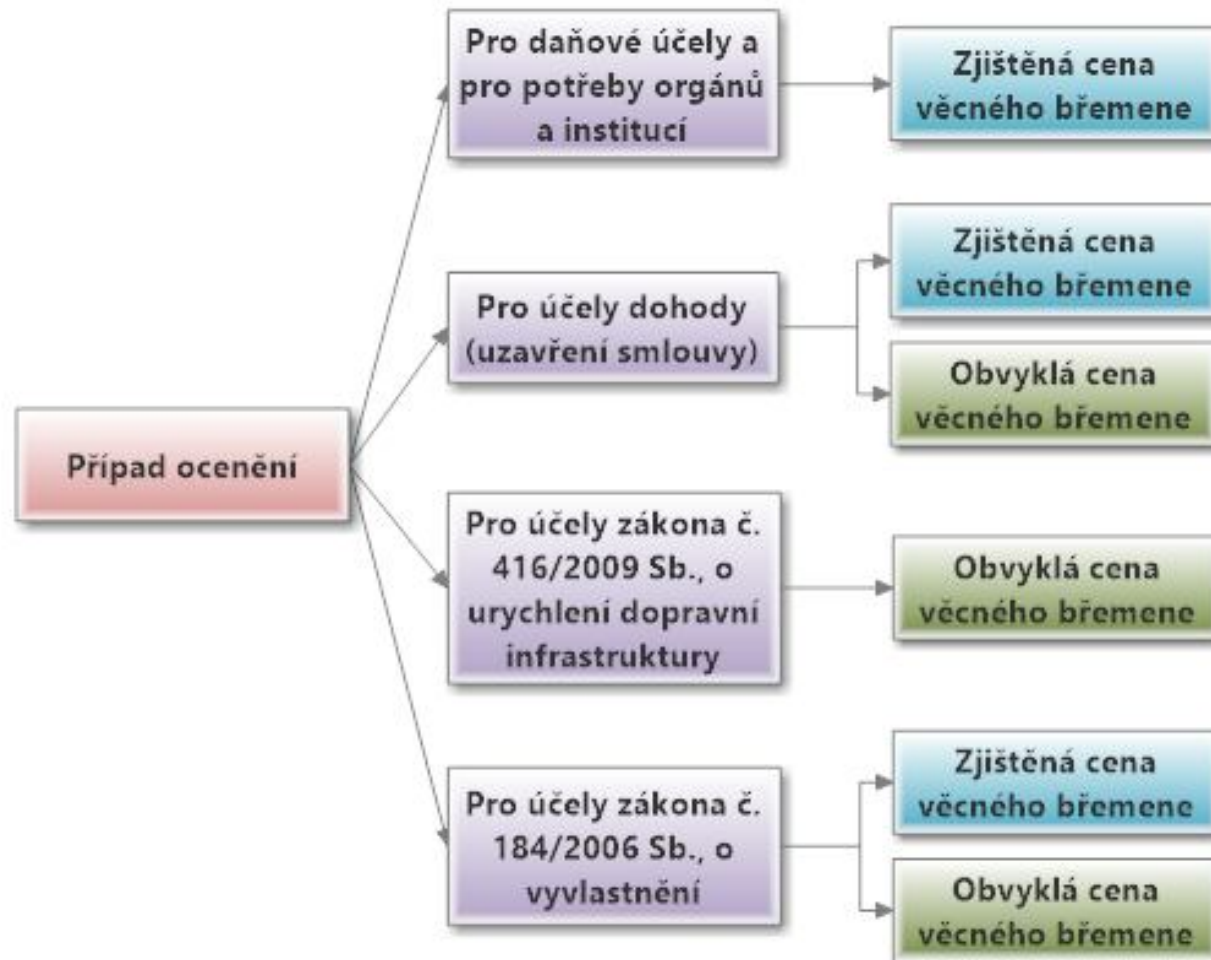 Pro daňové účely a
pro potřeby orgánů
a institucí
Zjištěná cena
věcného břemene
Pro účely dohody
(uzavření smlouvy)
Zjištěná cena
věcného břemene
Obvyklá cena
věcného břemene
Případ ocenění
Pro účely zákona č.
416/2009 Sb., o
urychlení dopravní
infrastruktury
Obvyklá cena
věcného břemene
Pro účely zákona č.
184/2006 Sb., o
vyvlastnění
Zjištěná cena
věcného břemene
Obvyklá cena
věcného břemene